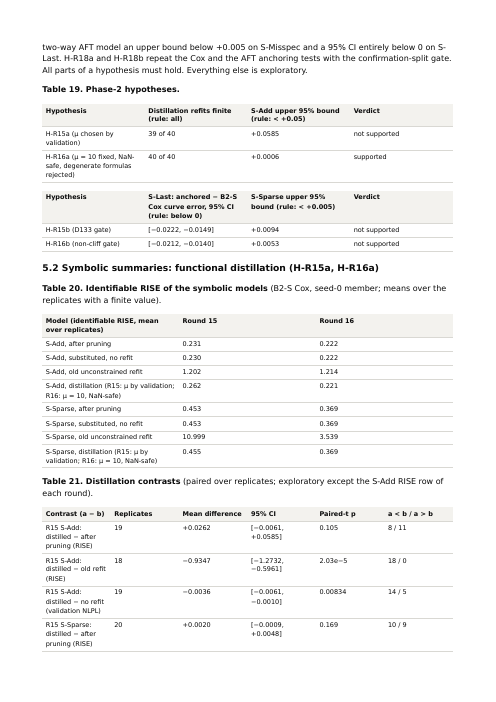 two-way AFT model an upper bound below +0.005 on S-Misspec and a 95% CI entirely below 0 on S-
Last. H-R18a and H-R18b repeat the Cox and the AFT anchoring tests with the confirmation-split gate.
All parts of a hypothesis must hold. Everything else is exploratory.
Table 19. Phase-2 hypotheses.
Hypothesis Distillation refits finite (rule: all) S-Add upper 95% bound (rule: < +0.05) Verdict
H-R15a (μ chosen by validation) 39 of 40 +0.0585 not supported
H-R16a (μ = 10 fixed, NaN-safe, degenerate formulas rejected) 40 of 40 +0.0006 supported
Hypothesis S-Last: anchored − B2-S Cox curve error, 95% CI (rule: below 0) S-Sparse upper 95% bound (rule: < +0.005) Verdict
H-R15b (D133 gate) [−0.0222, −0.0149] +0.0094 not supported
H-R16b (non-cliff gate) [−0.0212, −0.0140] +0.0053 not supported
5.2 Symbolic summaries: functional distillation (H-R15a, H-R16a)
Table 20. Identifiable RISE of the symbolic models (B2-S Cox, seed-0 member; means over the
replicates with a finite value).
Model (identifiable RISE, mean over replicates) Round 15 Round 16
S-Add, after pruning 0.231 0.222
S-Add, substituted, no refit 0.230 0.222
S-Add, old unconstrained refit 1.202 1.214
S-Add, distillation (R15: μ by validation; R16: μ = 10, NaN-safe) 0.262 0.221
S-Sparse, after pruning 0.453 0.369
S-Sparse, substituted, no refit 0.453 0.369
S-Sparse, old unconstrained refit 10.999 3.539
S-Sparse, distillation (R15: μ by validation; R16: μ = 10, NaN-safe) 0.455 0.369
Table 21. Distillation contrasts (paired over replicates; exploratory except the S-Add RISE row of
each round).
Contrast (a − b) Replicates Mean difference 95% CI Paired-t p a < b / a > b
R15 S-Add: distilled − after pruning (RISE) 19 +0.0262 [−0.0061, +0.0585] 0.105 8 / 11
R15 S-Add: distilled − old refit (RISE) 18 −0.9347 [−1.2732, −0.5961] 2.03e−5 18 / 0
R15 S-Add: distilled − no refit (validation NLPL) 19 −0.0036 [−0.0061, −0.0010] 0.00834 14 / 5
R15 S-Sparse: distilled − after pruning (RISE) 20 +0.0020 [−0.0009, +0.0048] 0.169 10 / 9